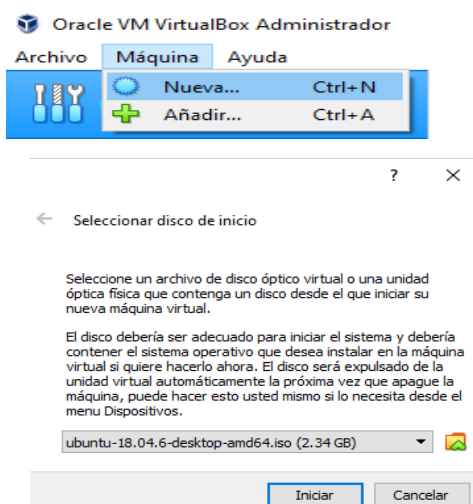 Oracle VM VirtualBox Administrador
Archivo Máquina Ayuda
Nueva... Ctrl+N
Añadir... Ctrl+A
? ×
← Seleccionar disco de inicio
Seleccione un archivo de disco óptico virtual o una unidad
óptica física que contenga un disco desde el que iniciar su
nueva máquina virtual.
El disco debería ser adecuado para iniciar el sistema y debería
contener el sistema operativo que desea instalar en la máquina
virtual si quiere hacerlo ahora. El disco será expulsado de la
unidad virtual automáticamente la próxima vez que apague la
máquina, puede hacer esto usted mismo si lo necesita desde el
menu Dispositivos.
ubuntu-18.04.6-desktop-amd64.iso (2.34 GB)
Iniciar Cancelar